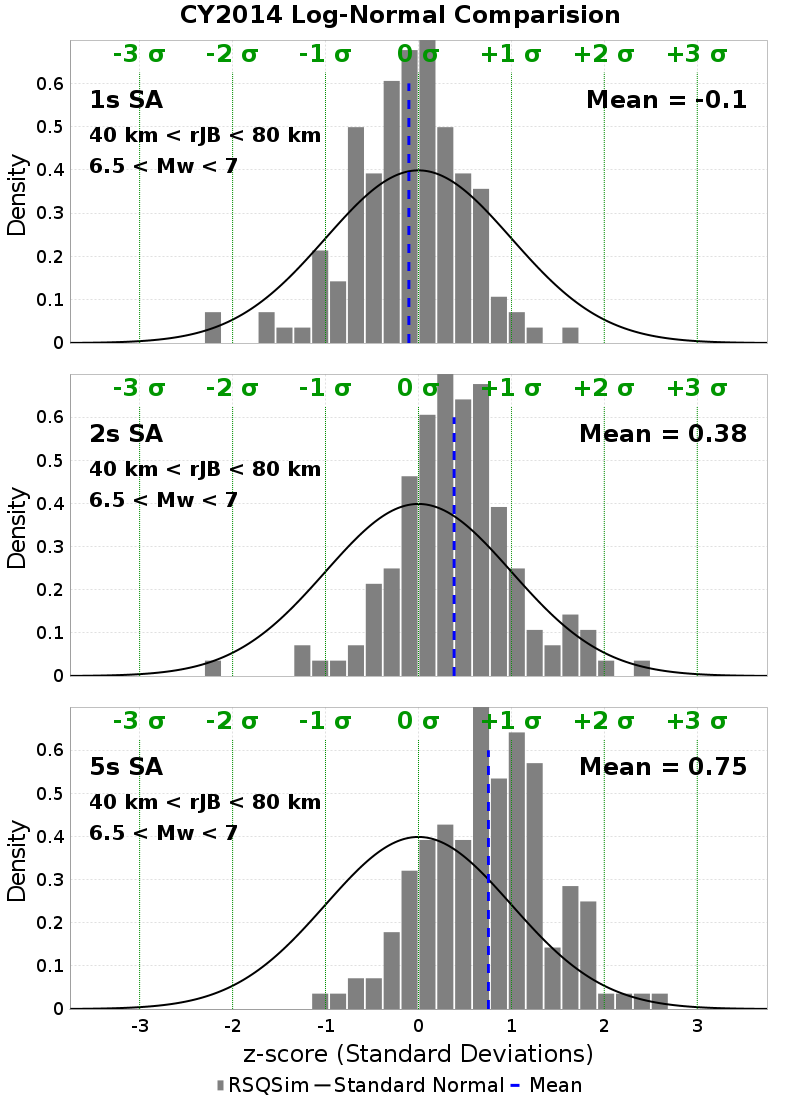 CY2014 Log-Normal Comparision
-3 σ -2 σ -1 σ 0 σ +1 σ +2 σ +3 σ
1s SA
Mean = -0.1
40 km < rJB < 80 km
6.5 < Mw < 7
0.6
0.5
0.4
0.3
0.2
0.1
0
Density
-3 σ -2 σ -1 σ 0 σ +1 σ +2 σ +3 σ
2s SA
Mean = 0.38
40 km < rJB < 80 km
6.5 < Mw < 7
0.6
0.5
0.4
0.3
0.2
0.1
0
Density
-3 σ -2 σ -1 σ 0 σ +1 σ +2 σ +3 σ
5s SA
Mean = 0.75
40 km < rJB < 80 km
6.5 < Mw < 7
0.6
0.5
0.4
0.3
0.2
0.1
0
Density
-3 -2 -1 0 1 2 3
z-score (Standard Deviations)
RSQSim Standard Normal Mean